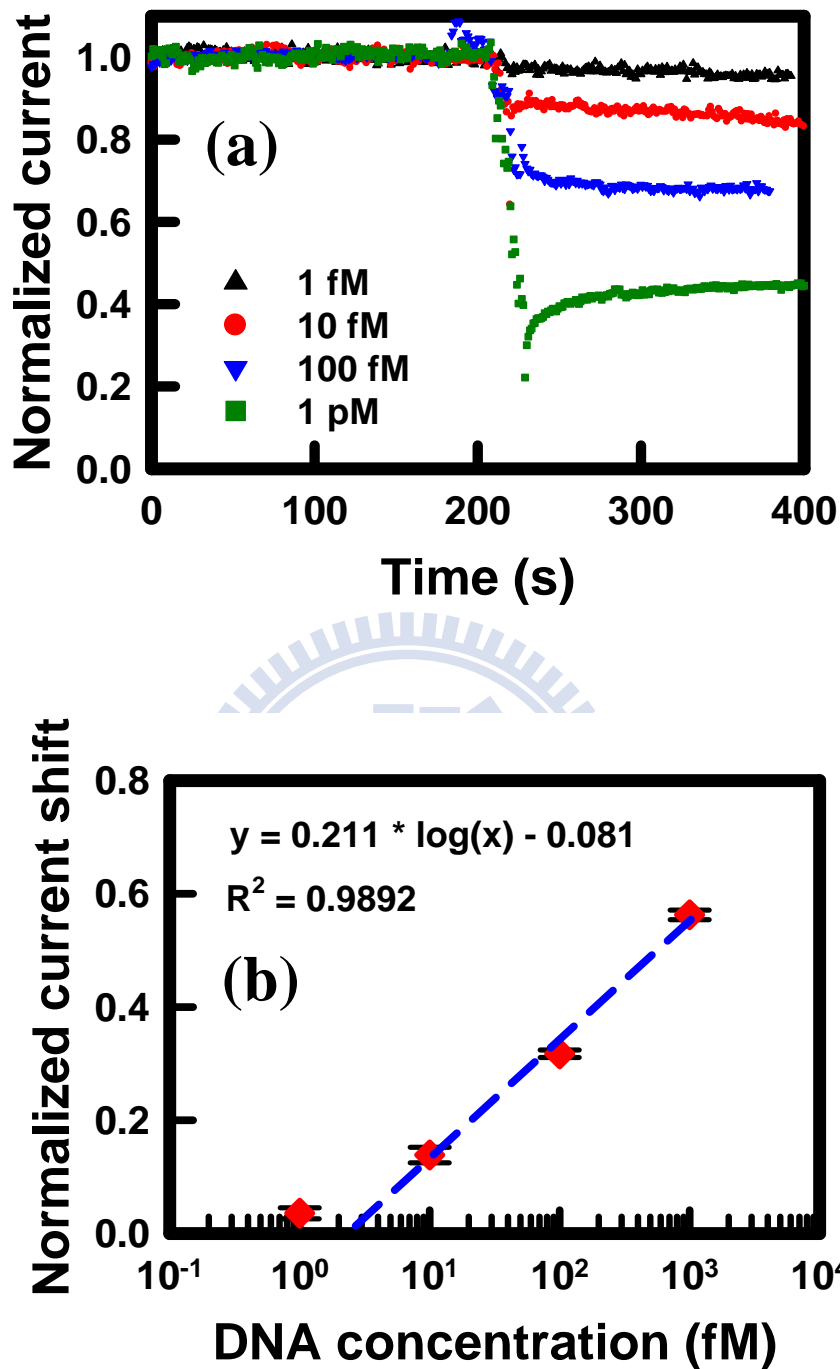 Normalized current
1.0
0.8
0.6
0.4
0.2
0.0
(a)
1 fM
10 fM
100 fM
1 pM
0 100 200 300 400
Time (s)
Normalized current shift
0.8
0.6
0.4
0.2
0.0
y = 0.211 * log(x) - 0.081
R² = 0.9892
(b)
10⁻¹ 10⁰ 10¹ 10² 10³ 10⁴
DNA concentration (fM)